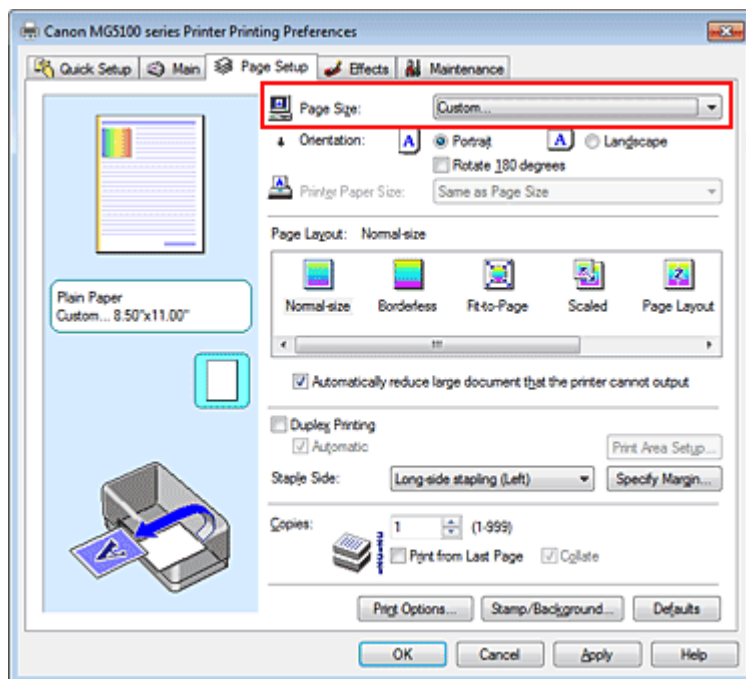 Canon MG5100 series Printer Printing Preferences
Quick Setup Main Page Setup Effects Maintenance
Page Size: Custom...
Orientation: A Portrait A Landscape
Rotate 180 degrees
Printer Paper Size: Same as Page Size
Page Layout: Normal-size
Normal-size Borderless Fit-to-Page Scaled Page Layout
Plain Paper
Custom... 8.50"x11.00"
Automatically reduce large document that the printer cannot output
Duplex Printing
Automatic
Print Area Setup...
Staple Side: Long-side stapling (Left) Specify Margin...
Copies: 1 (1-999)
Print from Last Page Collate
Print Options... Stamp/Background... Defaults
OK Cancel Apply Help